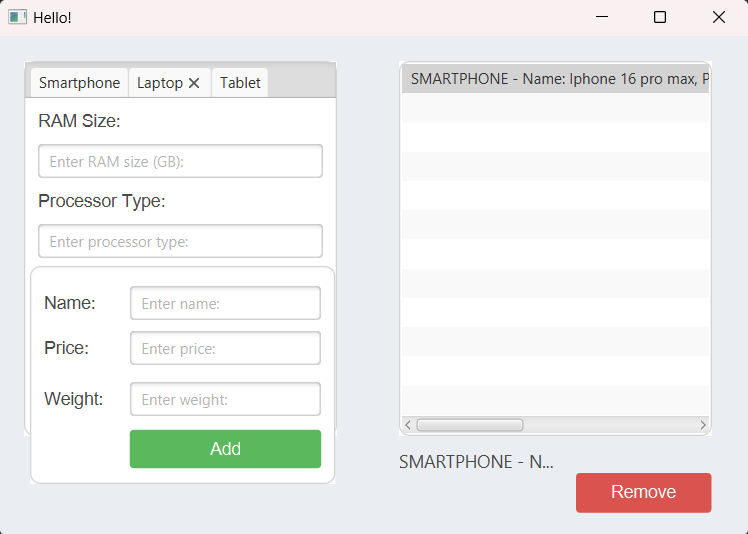 Hello!
Smartphone Laptop Tablet
RAM Size:
Enter RAM size (GB):
Processor Type:
Enter processor type:
Name: Enter name:
Price: Enter price:
Weight: Enter weight:
Add
SMARTPHONE - Name: Iphone 16 pro max, P
SMARTPHONE - N...
Remove